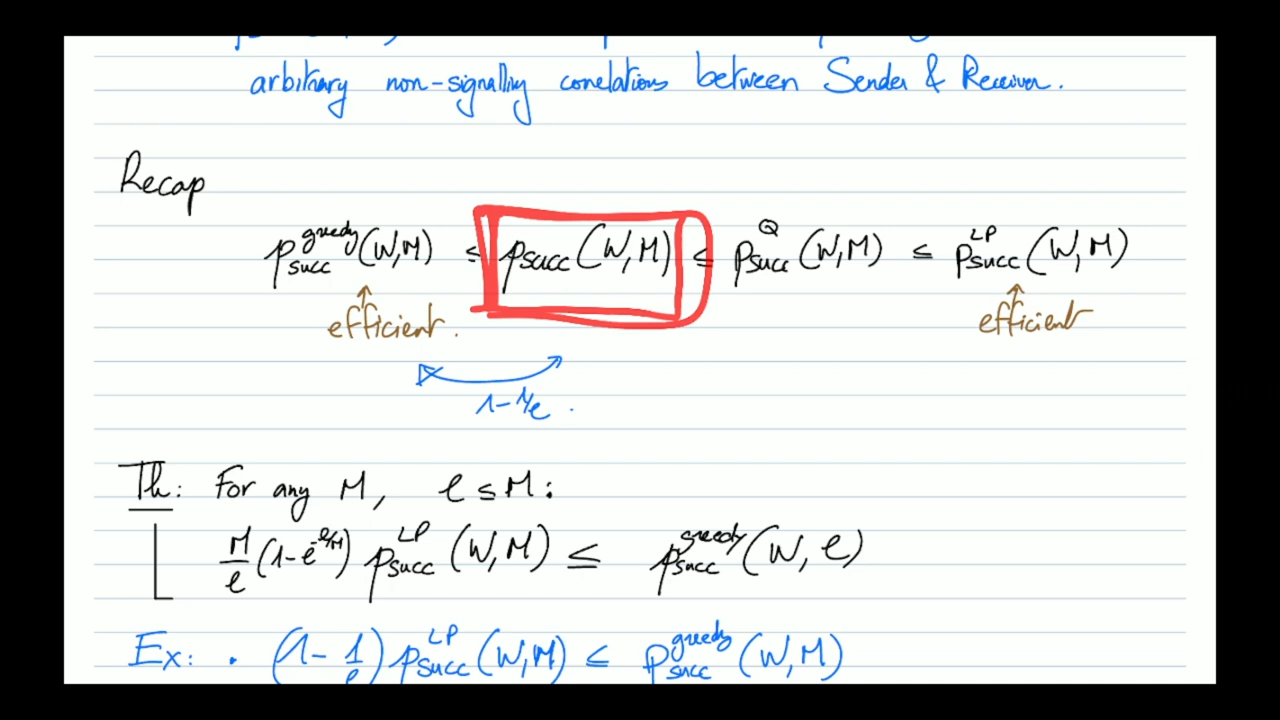 arbitrary non-signalling correlations between Sender & Receiver.
Recap
p_succ^greedy (W,M) ≤ p_succ (W,M) ≤ p_succ^Q (W,M) ≤ p_succ^LP (W,M)
↑ efficient. ↑ efficient
1-1/e.
Th: For any M, ℓ ≤ M:
M/ℓ (1-e^{-ℓ/M}) p_succ^LP (W,M) ≤ p_succ^greedy (W,ℓ)
Ex: • (1-1/e) p_succ^LP (W,M) ≤ p_succ^greedy (W,M)